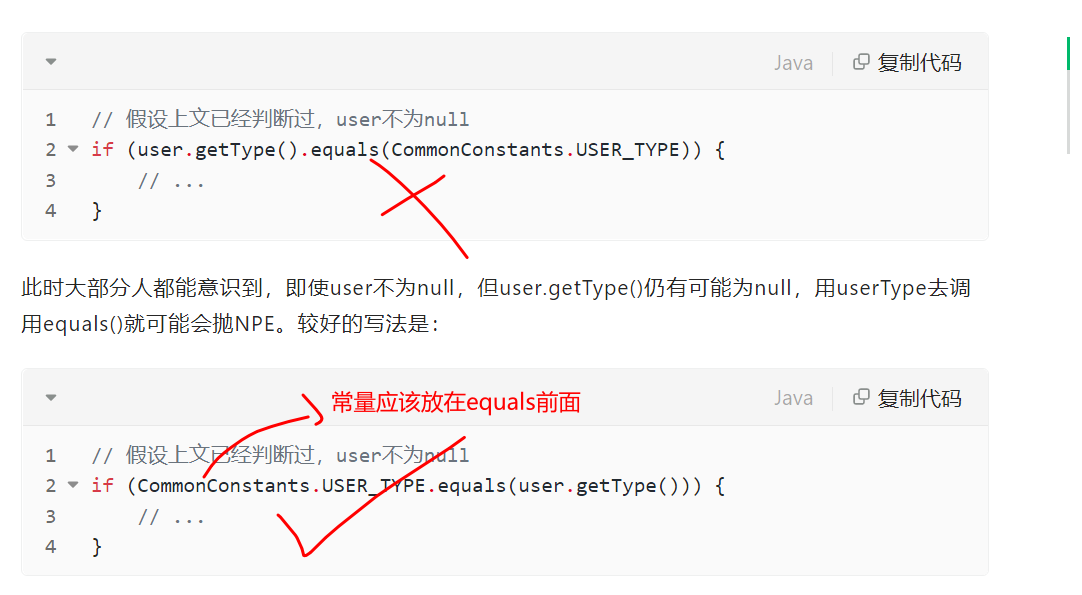 Java 复制代码
1 // 假设上文已经判断过，user不为null
2 if (user.getType().equals(CommonConstants.USER_TYPE)) {
3     // ...
4 }
此时大部分人都能意识到，即使user不为null，但user.getType()仍有可能为null，用userType去调
用equals()就可能会抛NPE。较好的写法是：
常量应该放在equals前面 Java 复制代码
1 // 假设上文已经判断过，user不为null
2 if (CommonConstants.USER_TYPE.equals(user.getType())) {
3     // ...
4 }